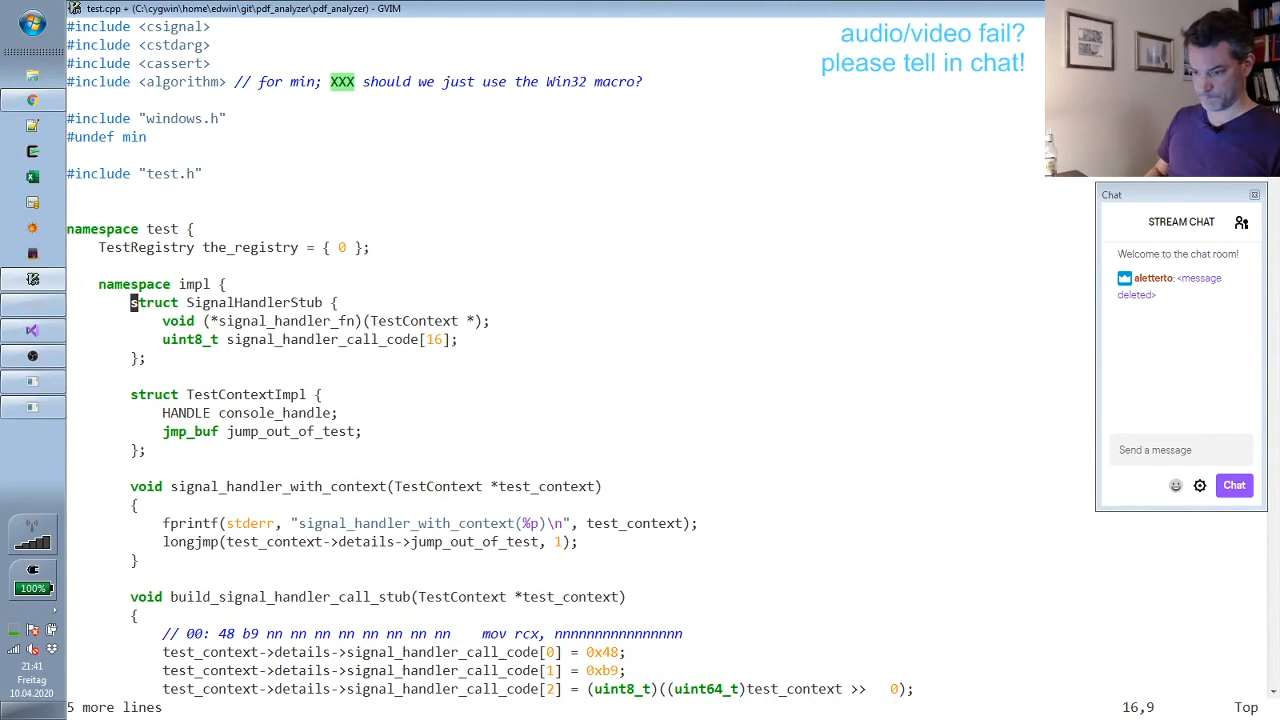 test.cpp + (C:\cygwin\home\edwin\git\pdf_analyzer\pdf_analyzer) - GVIM
#include <csignal>
#include <cstdarg>
#include <cassert>
#include <algorithm> // for min; XXX should we just use the Win32 macro?
#include "windows.h"
#undef min
#include "test.h"
namespace test {
TestRegistry the_registry = { 0 };
namespace impl {
struct SignalHandlerStub {
void (*signal_handler_fn)(TestContext *);
uint8_t signal_handler_call_code[16];
};
struct TestContextImpl {
HANDLE console_handle;
jmp_buf jump_out_of_test;
};
void signal_handler_with_context(TestContext *test_context)
{
fprintf(stderr, "signal_handler_with_context(%p)\n", test_context);
longjmp(test_context->details->jump_out_of_test, 1);
}
void build_signal_handler_call_stub(TestContext *test_context)
{
// 00: 48 b9 nn nn nn nn nn nn nn nn    mov rcx, nnnnnnnnnnnnnnnn
test_context->details->signal_handler_call_code[0] = 0x48;
test_context->details->signal_handler_call_code[1] = 0xb9;
test_context->details->signal_handler_call_code[2] = (uint8_t)((uint64_t)test_context >>   0);
5 more lines
16,9
Top
audio/video fail?
please tell in chat!
Chat
STREAM CHAT
Welcome to the chat room!
aletterto: <message
deleted>
Send a message
Chat
100%
21:41
Freitag
10.04.2020